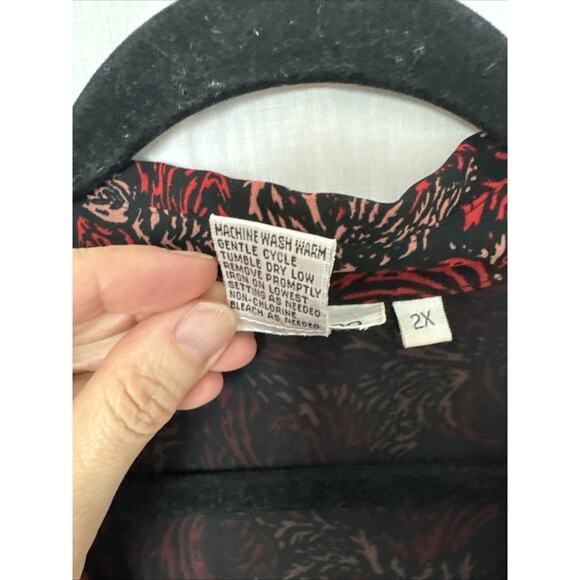 MACHINE WASH WARM
GENTLE CYCLE
TUMBLE DRY LOW
REMOVE PROMPTLY
IRON ON LOWEST
SETTING AS NEEDED
NON-CHLORINE
BLEACH AS NEEDED
2X